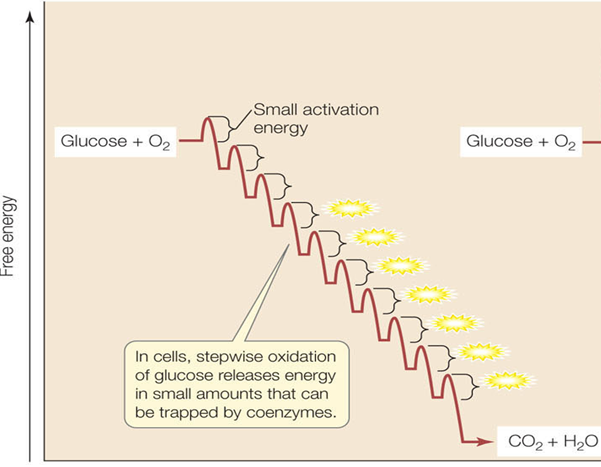 Small activation
energy
Glucose + O₂
Glucose + O₂
Free energy
In cells, stepwise oxidation
of glucose releases energy
in small amounts that can
be trapped by coenzymes.
CO₂ + H₂O